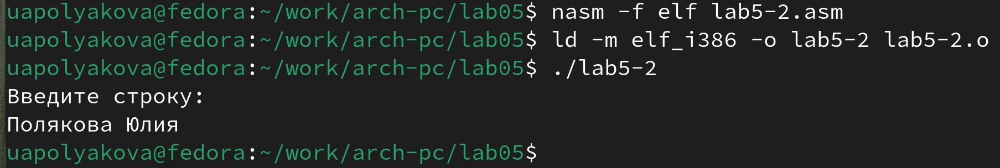 uapolyakova@fedora:~/work/arch-pc/lab05$ nasm -f elf lab5-2.asm
uapolyakova@fedora:~/work/arch-pc/lab05$ ld -m elf_i386 -o lab5-2 lab5-2.o
uapolyakova@fedora:~/work/arch-pc/lab05$ ./lab5-2
Введите строку:
Полякова Юлия
uapolyakova@fedora:~/work/arch-pc/lab05$